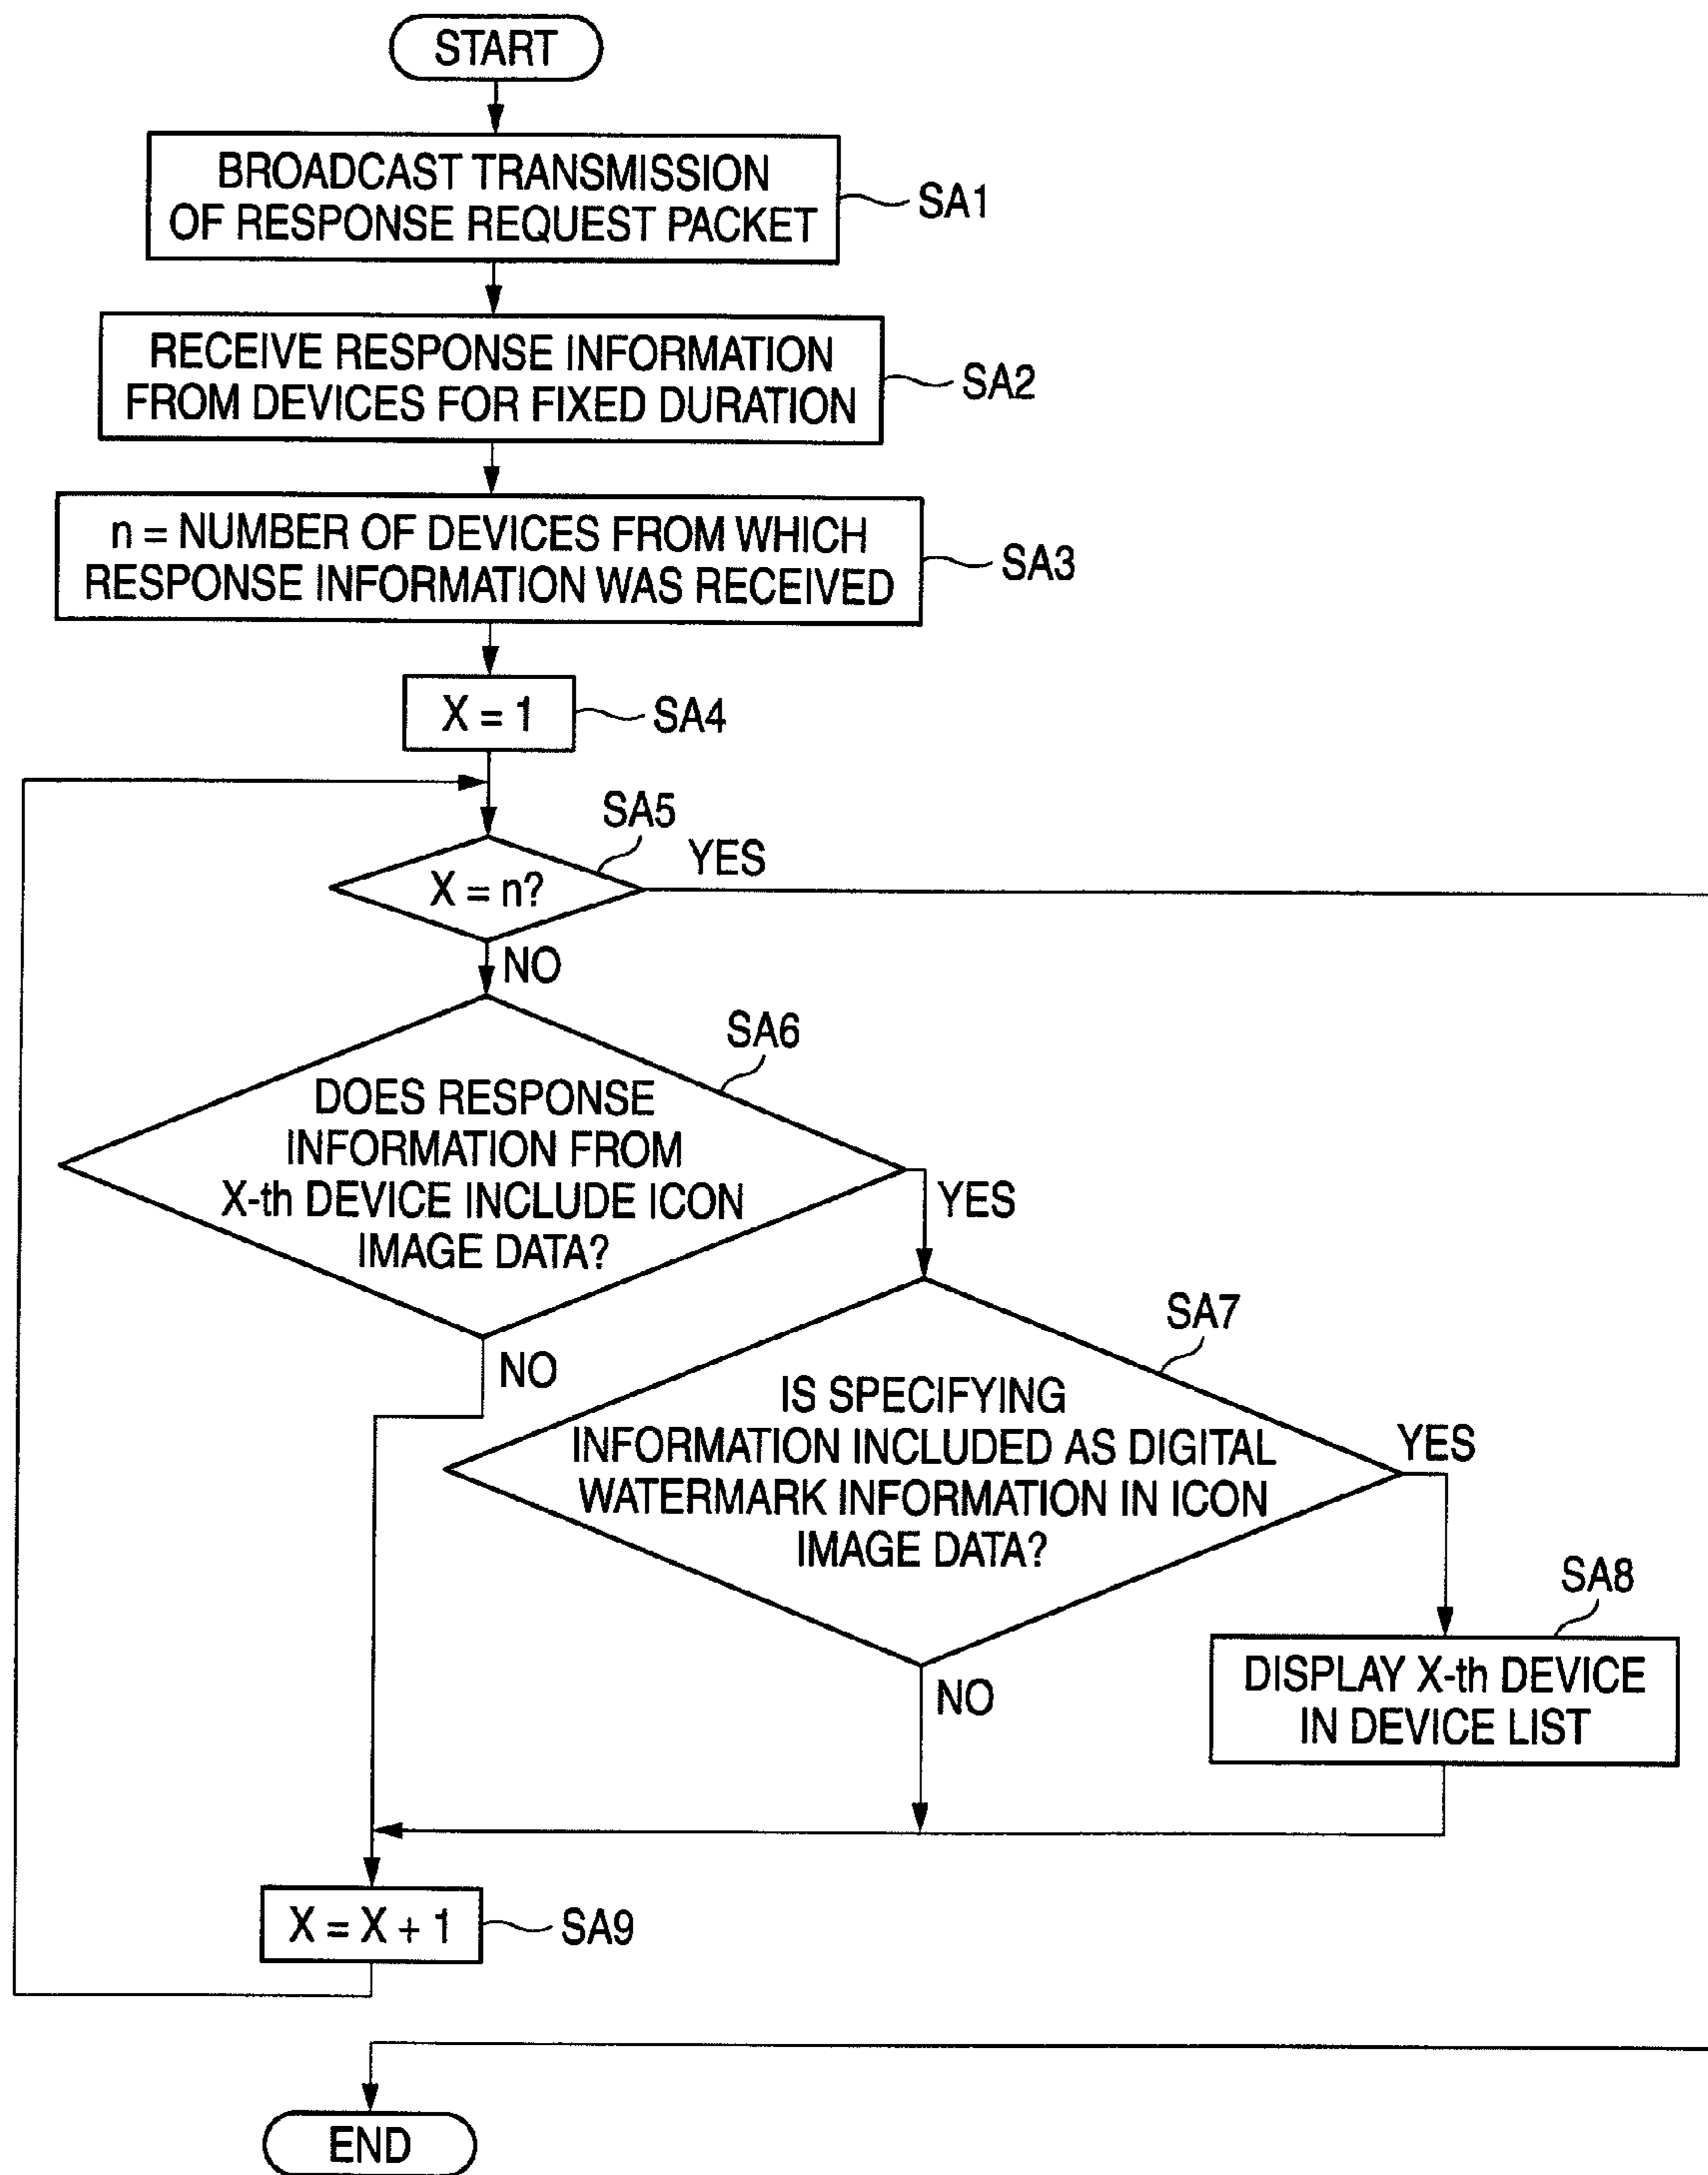 START
BROADCAST TRANSMISSION
OF RESPONSE REQUEST PACKET
SA1
RECEIVE RESPONSE INFORMATION
FROM DEVICES FOR FIXED DURATION
SA2
n = NUMBER OF DEVICES FROM WHICH
RESPONSE INFORMATION WAS RECEIVED
SA3
X = 1
SA4
SA5
YES
X = n?
NO
SA6
DOES RESPONSE
INFORMATION FROM
X-th DEVICE INCLUDE ICON
IMAGE DATA?
YES
NO
SA7
IS SPECIFYING
INFORMATION INCLUDED AS DIGITAL
WATERMARK INFORMATION IN ICON
IMAGE DATA?
YES
NO
SA8
DISPLAY X-th DEVICE
IN DEVICE LIST
X = X + 1
SA9
END